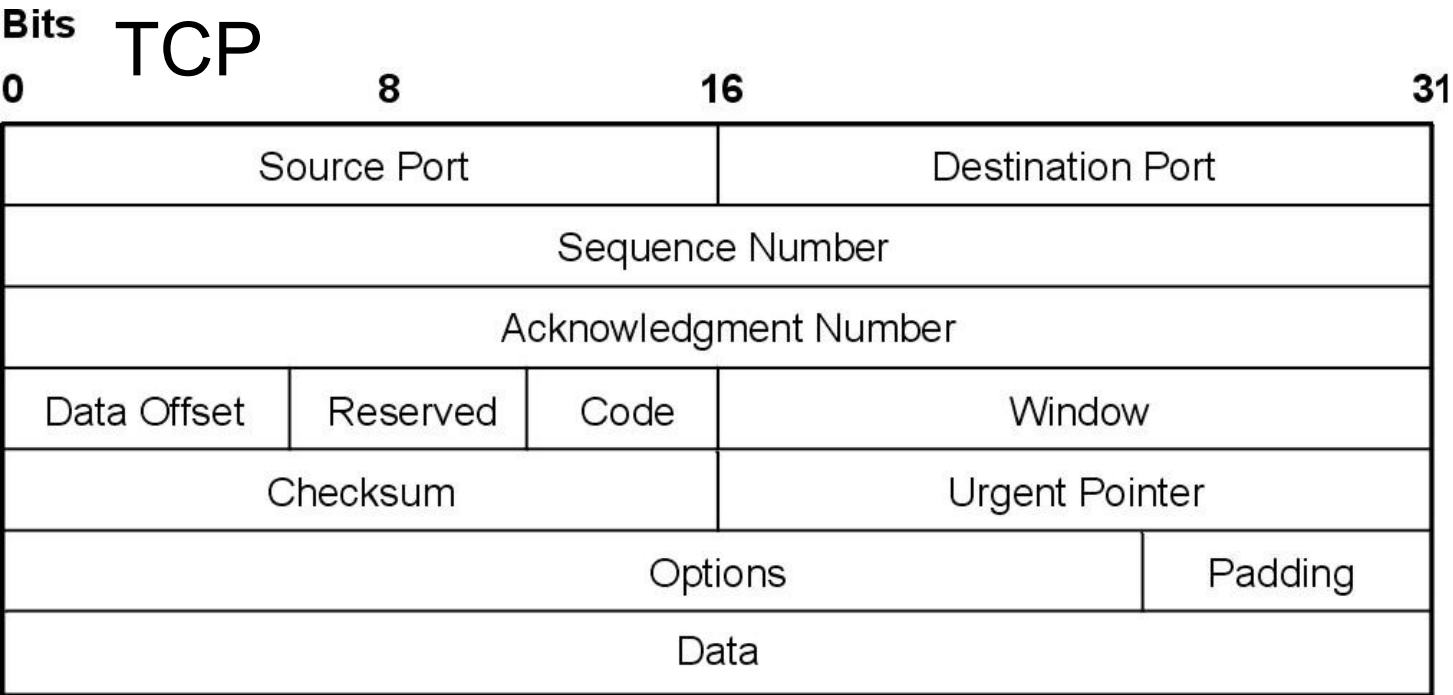 Bits TCP
0 8 16 31
Source Port Destination Port
Sequence Number
Acknowledgment Number
Data Offset Reserved Code Window
Checksum Urgent Pointer
Options Padding
Data